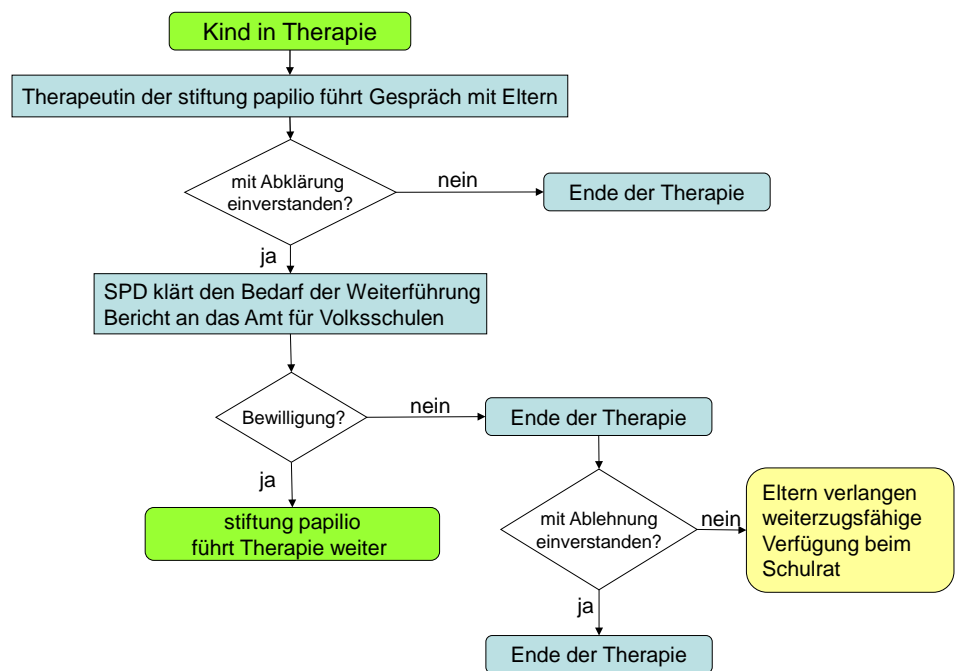 Kind in Therapie
Therapeutin der stiftung papilio führt Gespräch mit Eltern
mit Abklärung
einverstanden?
nein
Ende der Therapie
ja
SPD klärt den Bedarf der Weiterführung
Bericht an das Amt für Volksschulen
Bewilligung?
nein
Ende der Therapie
ja
stiftung papilio
führt Therapie weiter
mit Ablehnung
einverstanden?
nein
Eltern verlangen
weiterzugsfähige
Verfügung beim
Schulrat
ja
Ende der Therapie